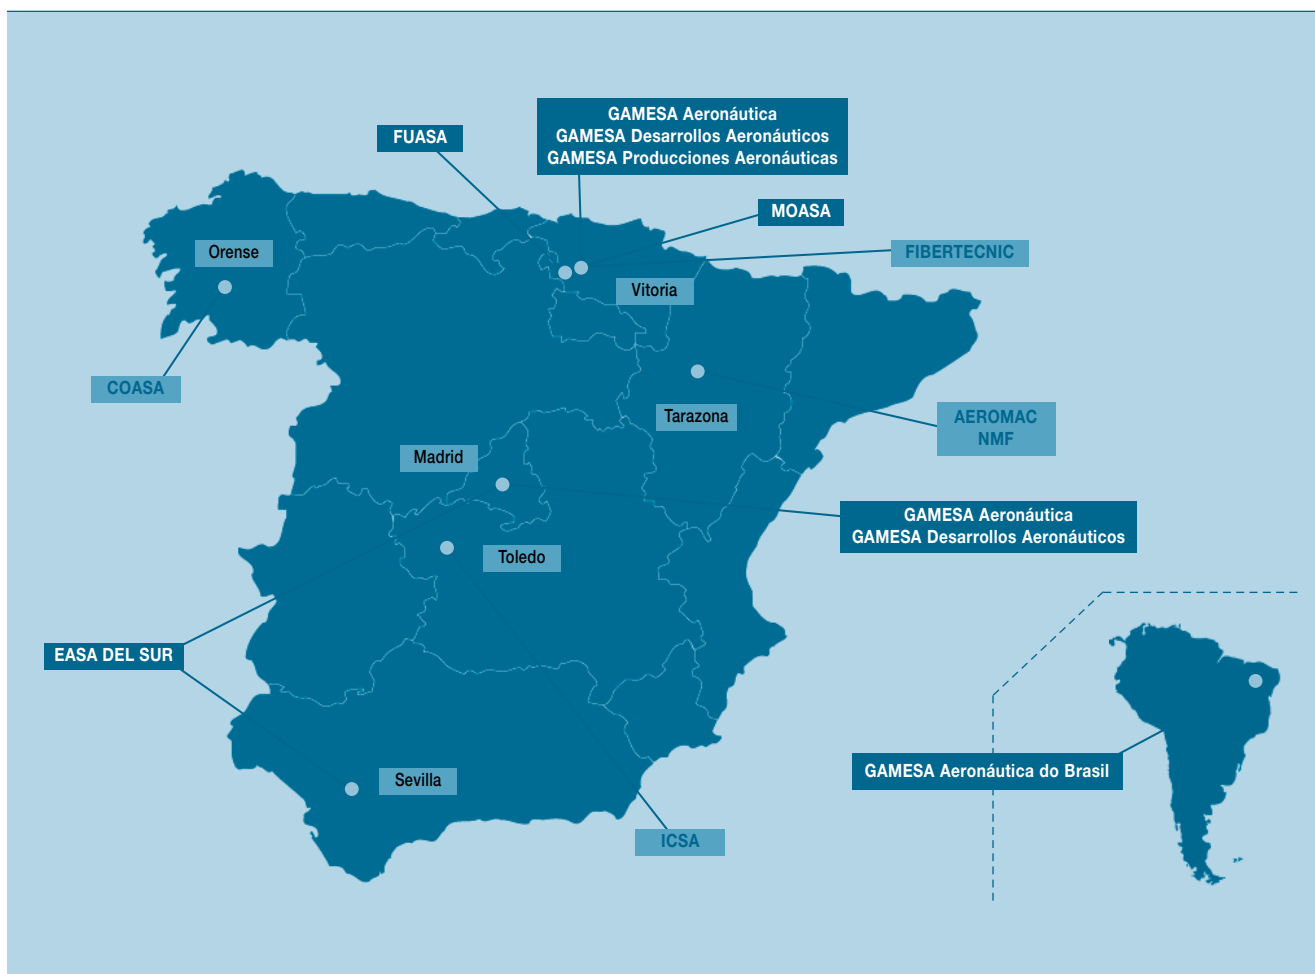 GAMESA Aeronáutica
GAMESA Desarrollos Aeronáuticos
GAMESA Producciones Aeronáuticas
FUASA
MOASA
Orense
FIBERTECNIC
Vitoria
COASA
Tarazona
AEROMAC
NMF
Madrid
GAMESA Aeronáutica
GAMESA Desarrollos Aeronáuticos
Toledo
EASA DEL SUR
GAMESA Aeronáutica do Brasil
Sevilla
ICSA